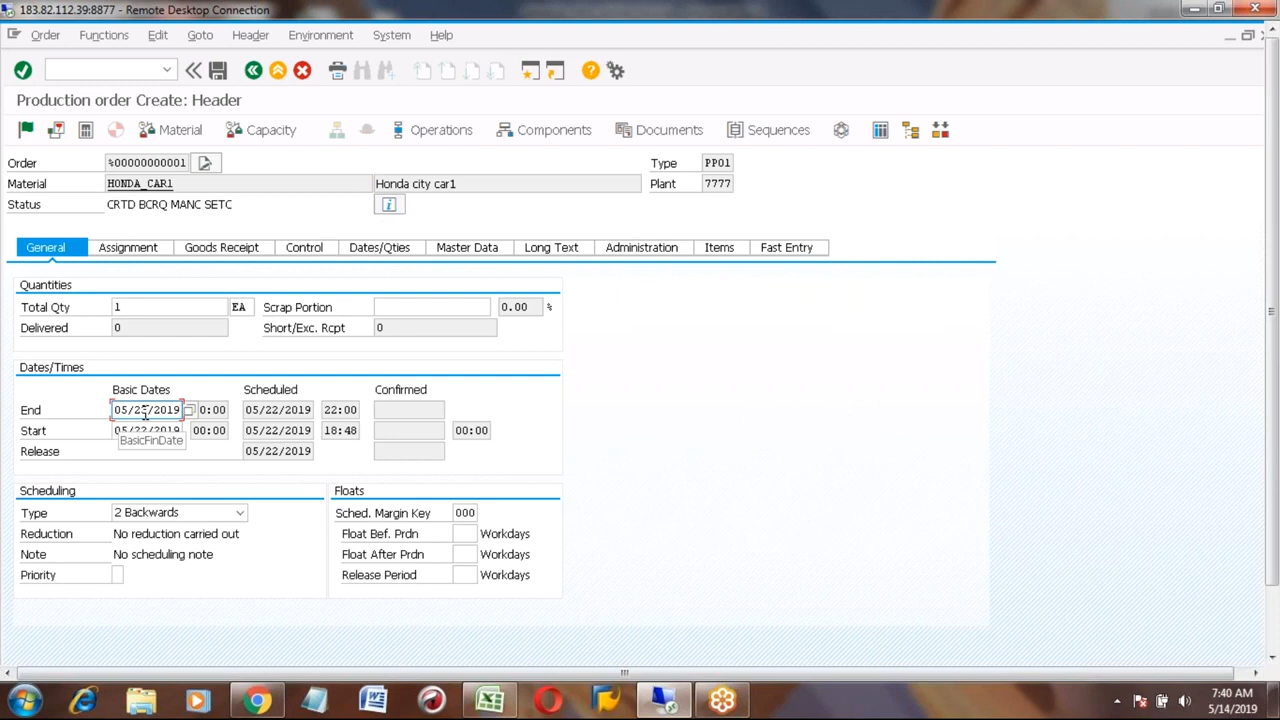 183.82.112.39:8877 - Remote Desktop Connection
Order Functions Edit Goto Header Environment System Help
Production order Create: Header
Material Capacity Operations Components Documents Sequences
Order %00000000001 Type PP01
Material HONDA_CAR1 Honda city car1 Plant 7777
Status CRTD BCRQ MANC SETC
General Assignment Goods Receipt Control Dates/Qties Master Data Long Text Administration Items Fast Entry
Quantities
Total Qty 1 EA Scrap Portion 0.00 %
Delivered 0 Short/Exc. Rcpt 0
Dates/Times
Basic Dates Scheduled Confirmed
End 0:00 05/22/2019 22:00
Start 05/22/2019 00:00 05/22/2019 18:48 00:00
BasicFinDate
Release 05/22/2019
Scheduling Floats
Type 2 Backwards Sched. Margin Key 000
Reduction No reduction carried out Float Bef. Prdn Workdays
Note No scheduling note Float After Prdn Workdays
Priority Release Period Workdays
7:40 AM
5/14/2019